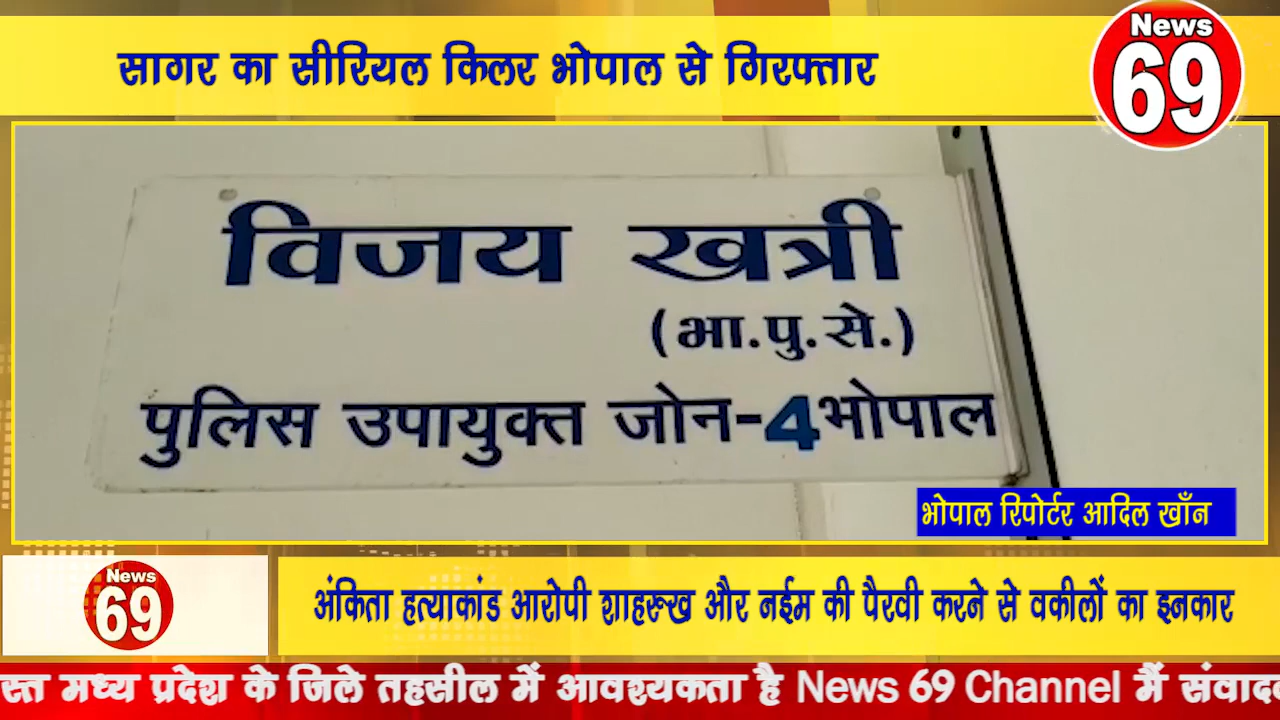 News
69
सागर का सीरियल किलर भोपाल से गिरफ्तार
विजय खत्री
(भा.पु.से.)
पुलिस उपायुक्त जोन-4 भोपाल
भोपाल रिपोर्टर आदिल खाँन
News
69
अंकिता हत्याकांड आरोपी शाहरूख और नईम की पैरवी करने से वकीलों का इनकार
स्त मध्य प्रदेश के जिले तहसील में आवश्यकता है News 69 Channel मैं संवाद